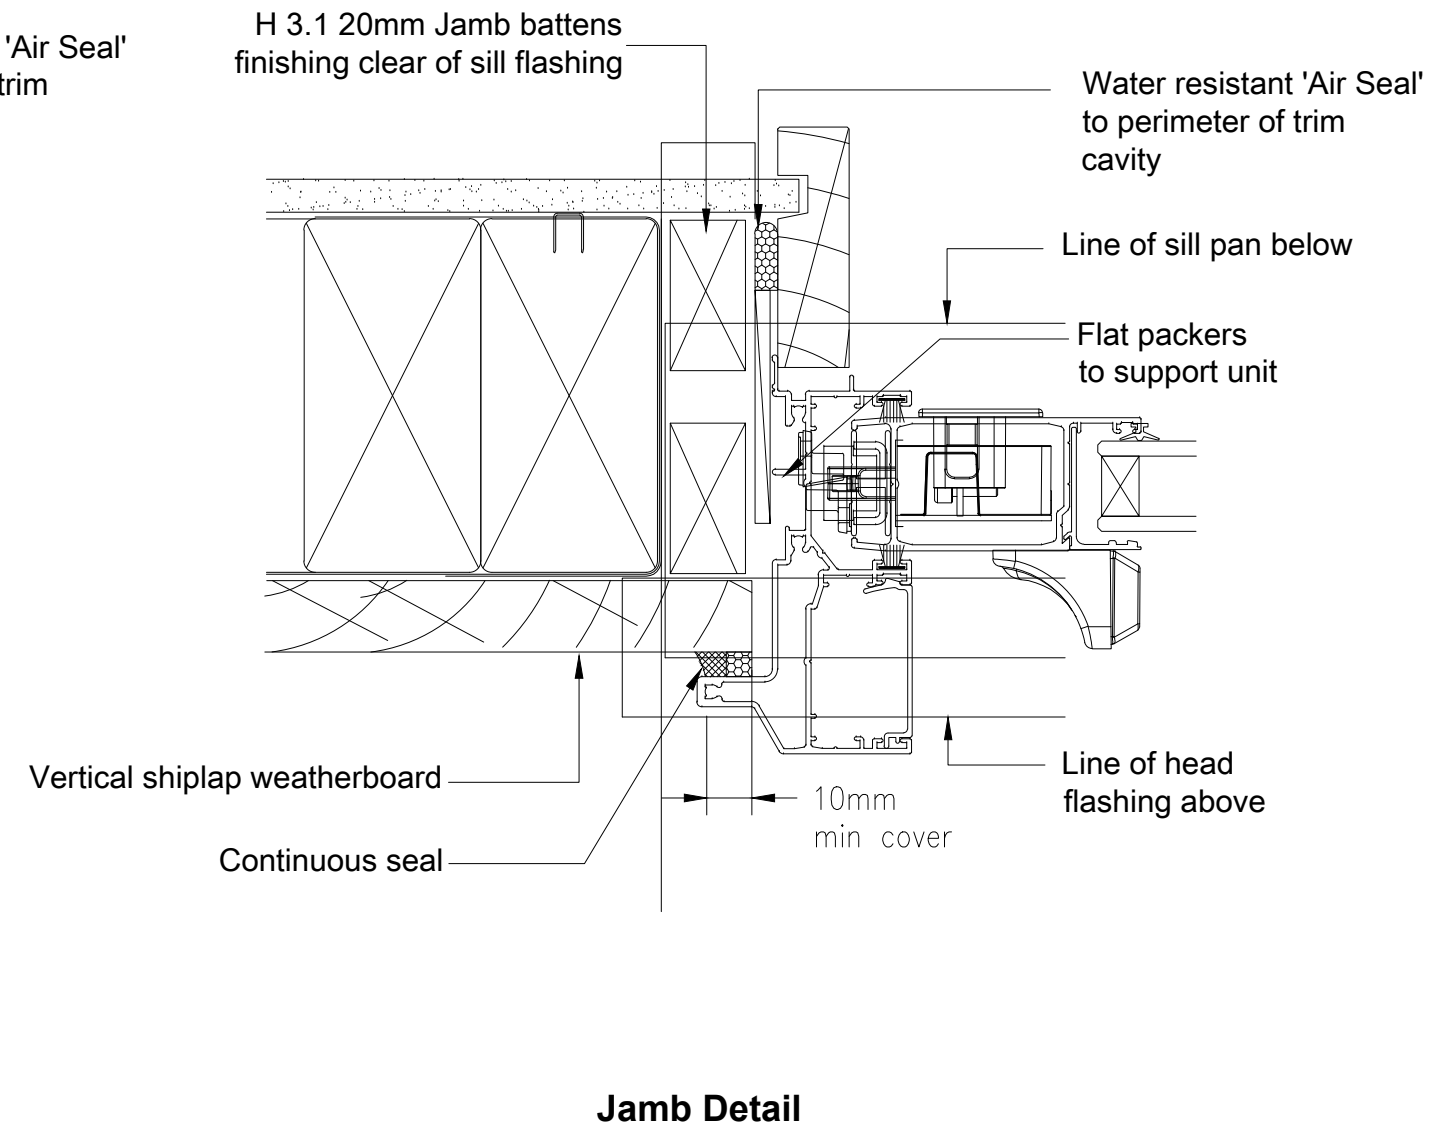 'Air Seal'
trim
H 3.1 20mm Jamb battens
finishing clear of sill flashing
Water resistant 'Air Seal'
to perimeter of trim
cavity
Line of sill pan below
Flat packers
to support unit
Vertical shiplap weatherboard
Continuous seal
10mm
min cover
Line of head
flashing above
Jamb Detail